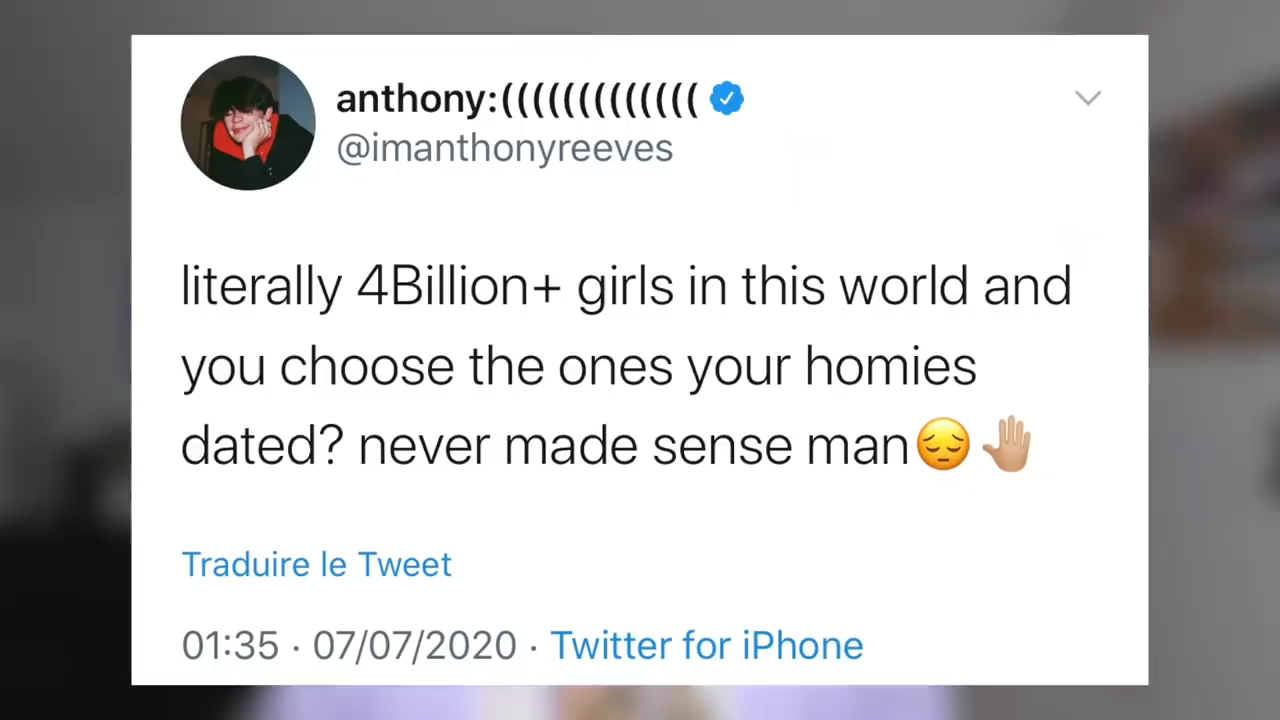 anthony:(((((((((((((
@imanthonyreeves
literally 4Billion+ girls in this world and
you choose the ones your homies
dated? never made sense man😔🤚🏼
Traduire le Tweet
01:35 · 07/07/2020 · Twitter for iPhone